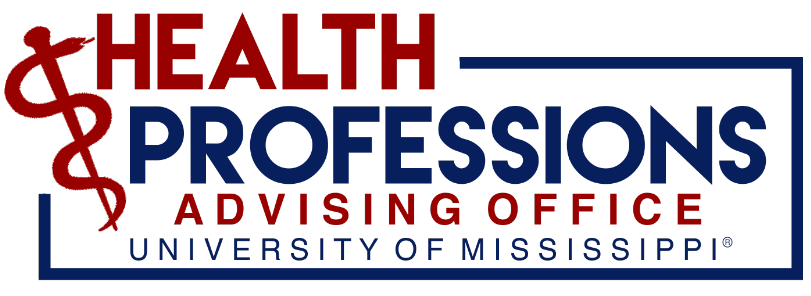 HEALTH
PROFESSIONS
ADVISING OFFICE
UNIVERSITY OF MISSISSIPPI®